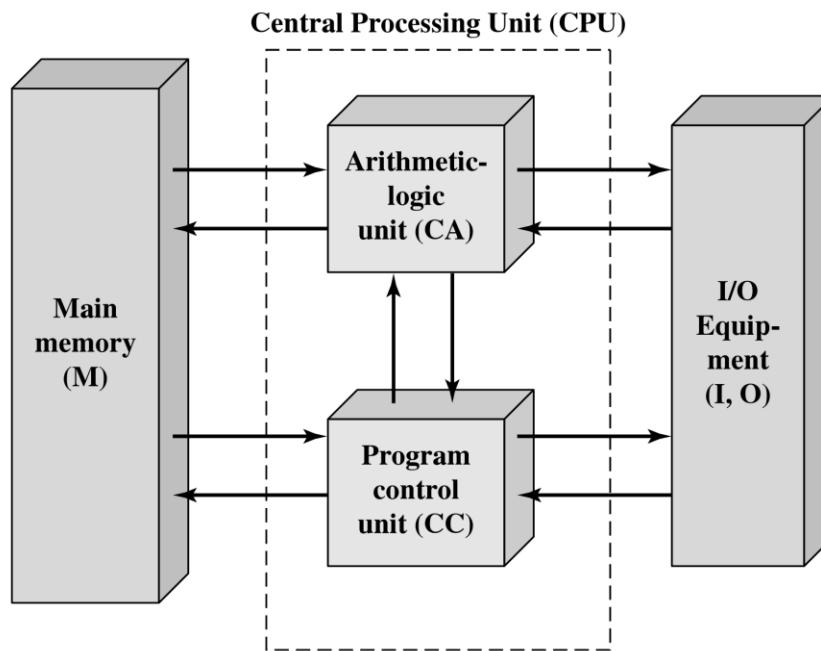 Central Processing Unit (CPU)
Main
memory
(M)
Arithmetic-
logic
unit (CA)
Program
control
unit (CC)
I/O
Equip-
ment
(I, O)